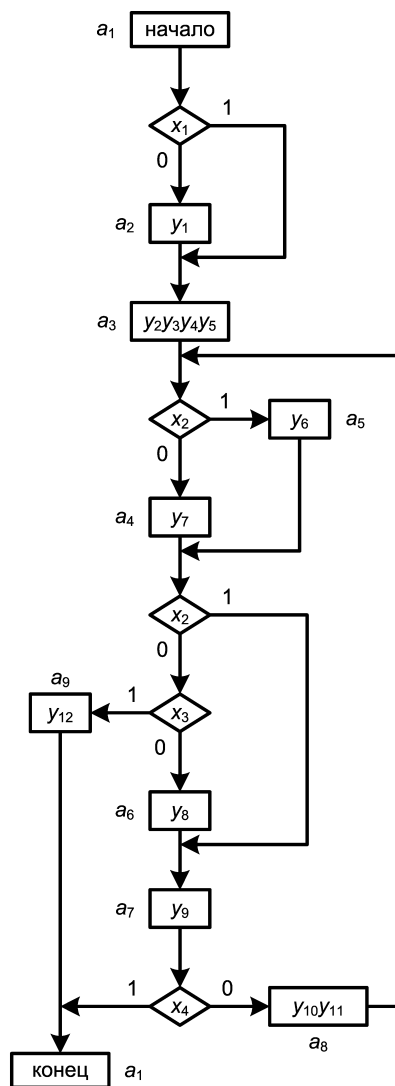 a₁ начало
x₁ 1
0
a₂ y₁
a₃ y₂y₃y₄y₅
x₂ 1 y₆ a₅
0
a₄ y₇
x₂ 1
0
a₉
y₁₂ 1 x₃
0
a₆ y₈
a₇ y₉
1 x₄ 0 y₁₀y₁₁
a₈
конец a₁